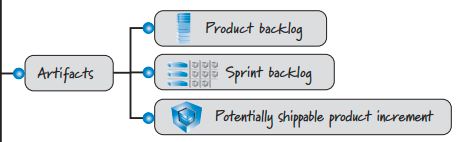 Product backlog
Artifacts
Sprint backlog
Potentially shippable product increment